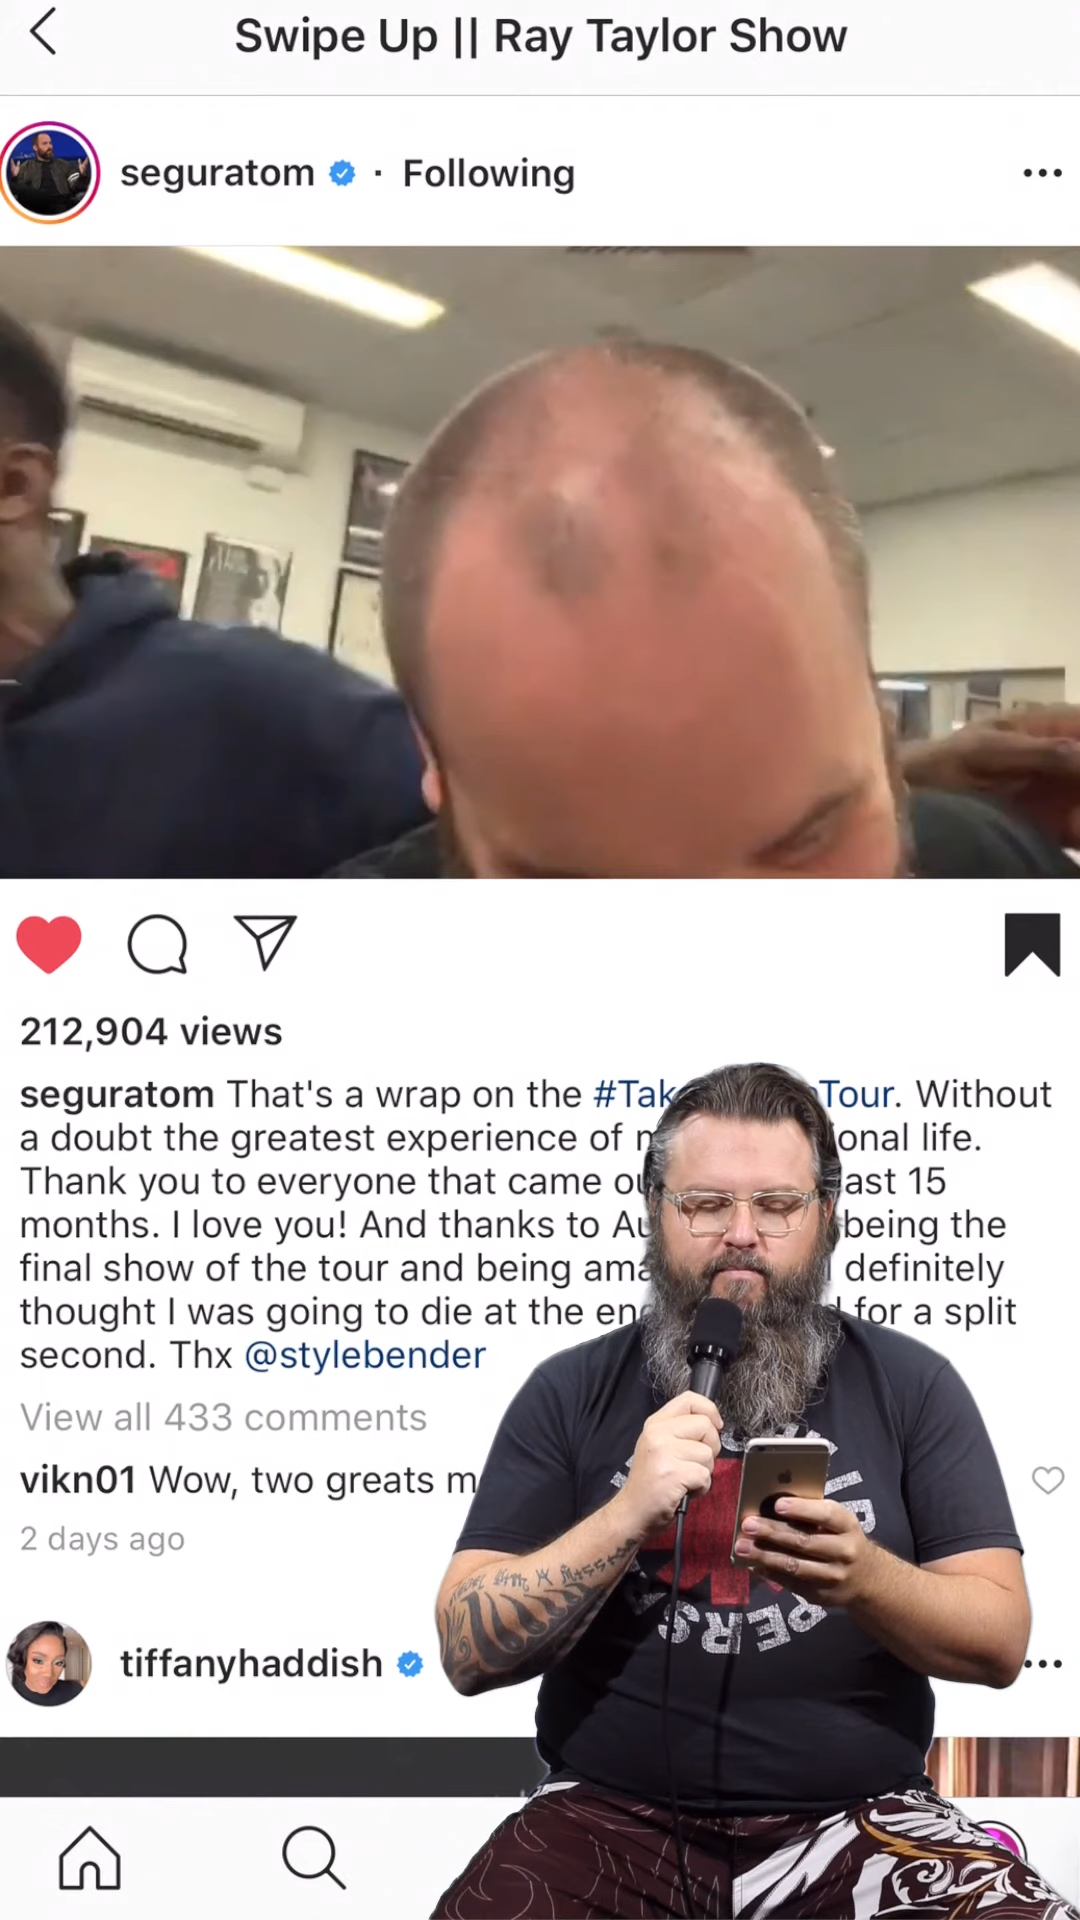 Swipe Up || Ray Taylor Show
seguratom · Following
212,904 views
seguratom That's a wrap on the #Tak Tour. Without
a doubt the greatest experience of onal life.
Thank you to everyone that came ast 15
months. I love you! And thanks to being the
final show of the tour and being definitely
thought I was going to die at the for a split
second. Thx @stylebender
View all 433 comments
vikn01 Wow, two greats
2 days ago
tiffanyhaddish